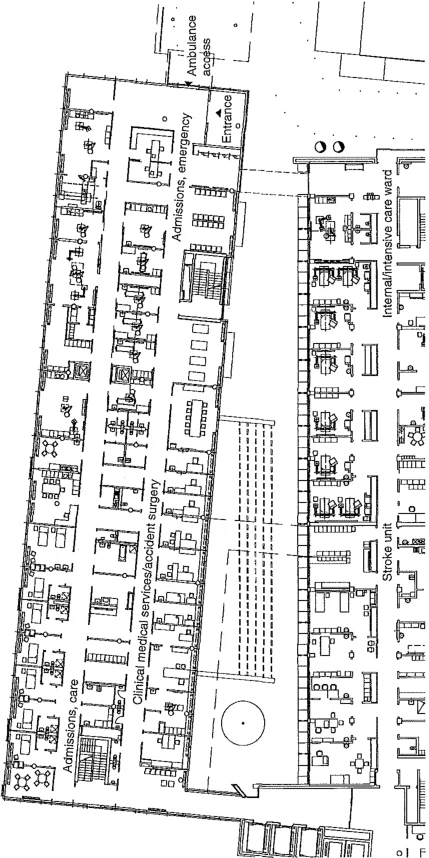 Ambulance
access
Entrance
Admissions, emergency
Internal/intensive care ward
Clinical medical services/accident surgery
Stroke unit
Admissions, care